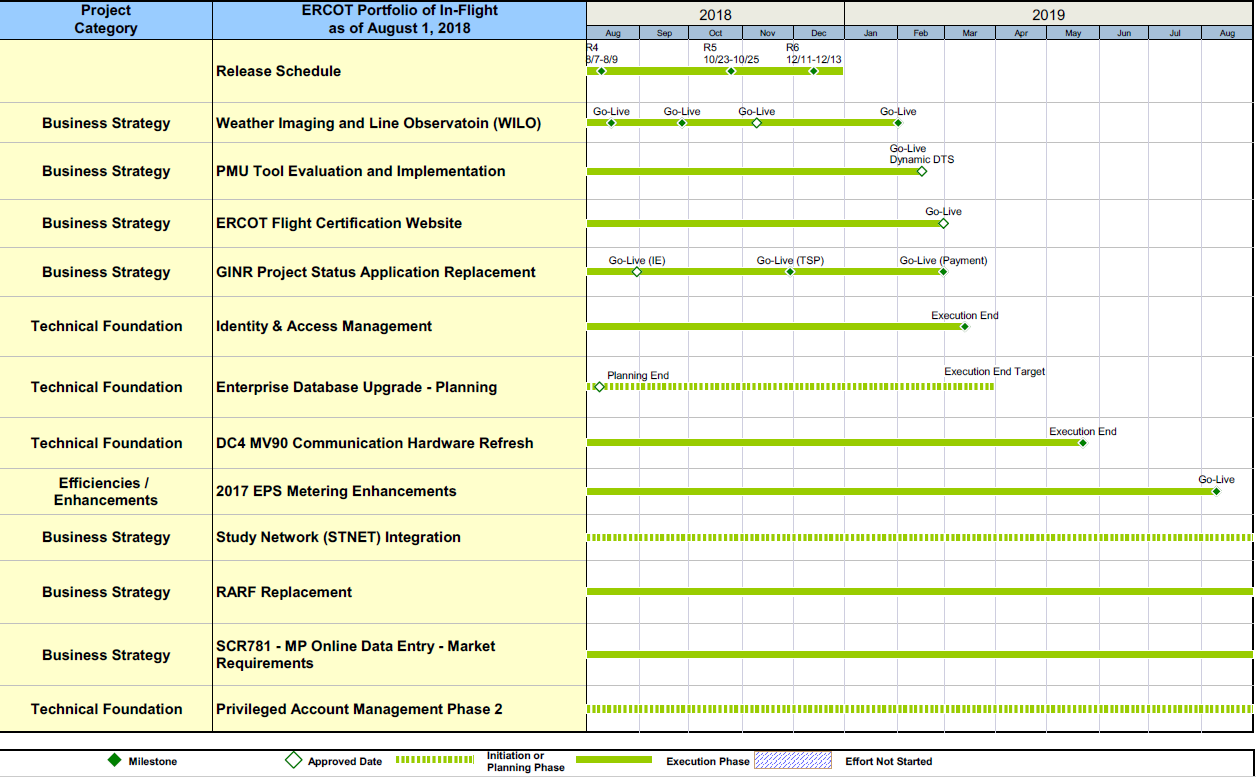 Project
Category
ERCOT Portfolio of In-Flight
as of August 1, 2018
2018
2019
Aug
Sep
Oct
Nov
Dec
Jan
Feb
Mar
Apr
May
Jun
Jul
Aug
Release Schedule
R4
8/7-8/9
R5
10/23-10/25
R6
12/11-12/13
Business Strategy
Weather Imaging and Line Observatoin (WILO)
Go-Live
Go-Live
Go-Live
Go-Live
Business Strategy
PMU Tool Evaluation and Implementation
Go-Live
Dynamic DTS
Business Strategy
ERCOT Flight Certification Website
Go-Live
Business Strategy
GINR Project Status Application Replacement
Go-Live (IE)
Go-Live (TSP)
Go-Live (Payment)
Technical Foundation
Identity & Access Management
Execution End
Technical Foundation
Enterprise Database Upgrade - Planning
Planning End
Execution End Target
Technical Foundation
DC4 MV90 Communication Hardware Refresh
Execution End
Efficiencies /
Enhancements
2017 EPS Metering Enhancements
Go-Live
Business Strategy
Study Network (STNET) Integration
Business Strategy
RARF Replacement
Business Strategy
SCR781 - MP Online Data Entry - Market
Requirements
Technical Foundation
Privileged Account Management Phase 2
Milestone
Approved Date
Initiation or
Planning Phase
Execution Phase
Effort Not Started